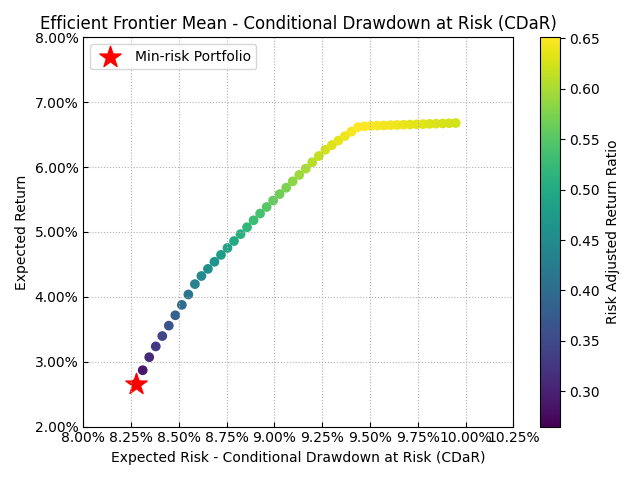 Efficient Frontier Mean - Conditional Drawdown at Risk (CDaR)
Min-risk Portfolio
8.00%
7.00%
6.00%
5.00%
4.00%
3.00%
2.00%
Expected Return
8.00% 8.25% 8.50% 8.75% 9.00% 9.25% 9.50% 9.75% 10.00% 10.25%
Expected Risk - Conditional Drawdown at Risk (CDaR)
0.65
0.60
0.55
0.50
0.45
0.40
0.35
0.30
Risk Adjusted Return Ratio